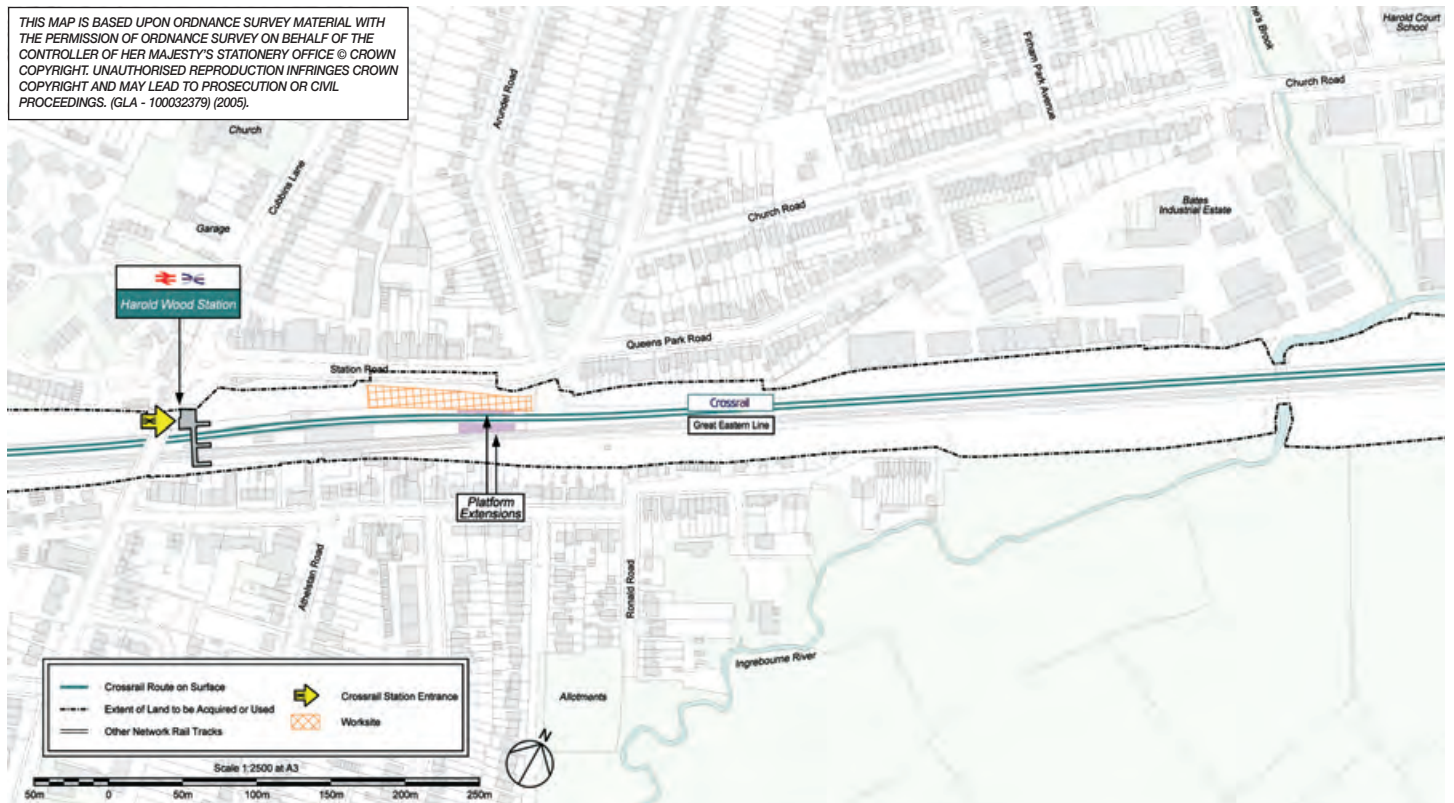 THIS MAP IS BASED UPON ORDNANCE SURVEY MATERIAL WITH
THE PERMISSION OF ORDNANCE SURVEY ON BEHALF OF THE
CONTROLLER OF HER MAJESTY'S STATIONERY OFFICE © CROWN
COPYRIGHT. UNAUTHORISED REPRODUCTION INFRINGES CROWN
COPYRIGHT AND MAY LEAD TO PROSECUTION OR CIVIL
PROCEEDINGS. (GLA - 100032379) (2005).
Harold Court
School
Church Road
Firham Park Avenue
Arundel Road
Church
Cubbins Lane
Garage
Church Road
Bates
Industrial Estate
Harold Wood Station
Queens Park Road
Station Road
Crossrail
Great Eastern Line
Platform
Extensions
Athelstan Road
Ronald Road
Ingrebourne River
Allotments
Crossrail Route on Surface
Extent of Land to be Acquired or Used
Other Network Rail Tracks
Crossrail Station Entrance
Worksite
N
Scale 1:2500 at A3
50m 0 50m 100m 150m 200m 250m